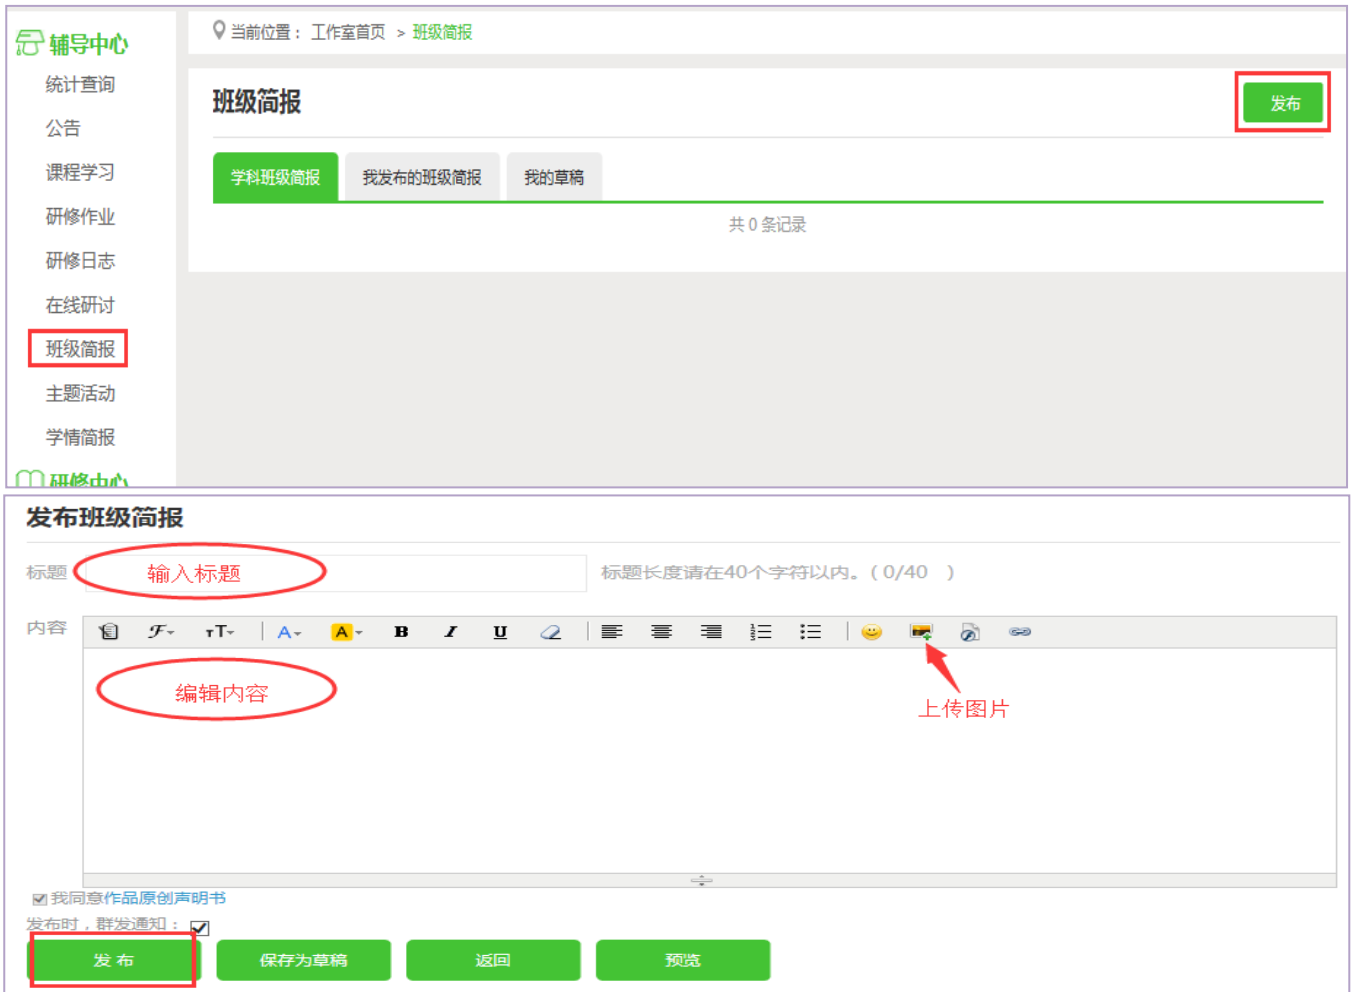 辅导中心
统计查询
公告
课程学习
研修作业
研修日志
在线研讨
班级简报
主题活动
学情简报
研修中心
当前位置： 工作室首页 > 班级简报
班级简报
发布
学科班级简报 我发布的班级简报 我的草稿
共 0 条记录
发布班级简报
标题 输入标题 标题长度请在40个字符以内。( 0/40 )
内容
编辑内容
上传图片
我同意作品原创声明书
发布时，群发通知：
发 布 保存为草稿 返回 预览